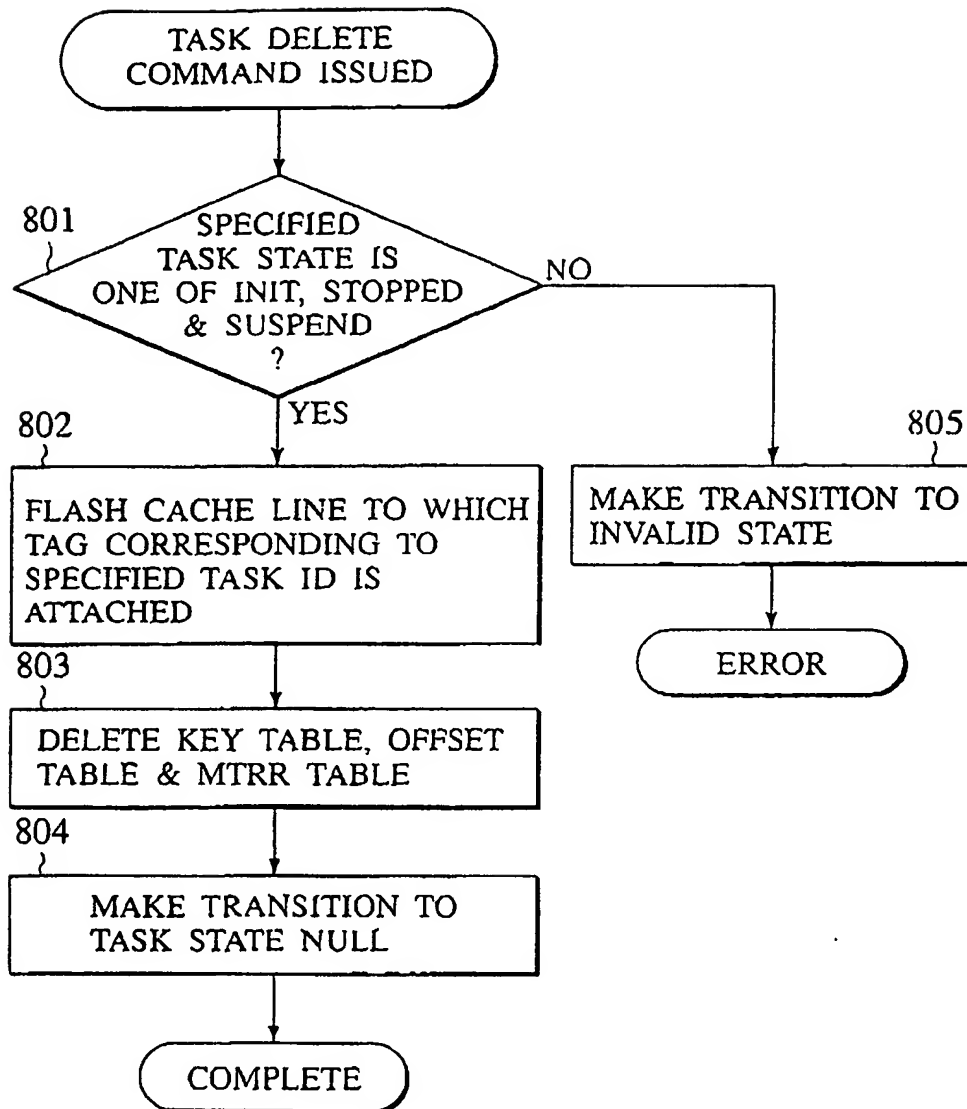 TASK DELETE
COMMAND ISSUED
801
SPECIFIED
TASK STATE IS
ONE OF INIT, STOPPED
& SUSPEND
?
NO
YES
802
FLASH CACHE LINE TO WHICH
TAG CORRESPONDING TO
SPECIFIED TASK ID IS
ATTACHED
805
MAKE TRANSITION TO
INVALID STATE
ERROR
803
DELETE KEY TABLE, OFFSET
TABLE & MTRR TABLE
804
MAKE TRANSITION TO
TASK STATE NULL
COMPLETE